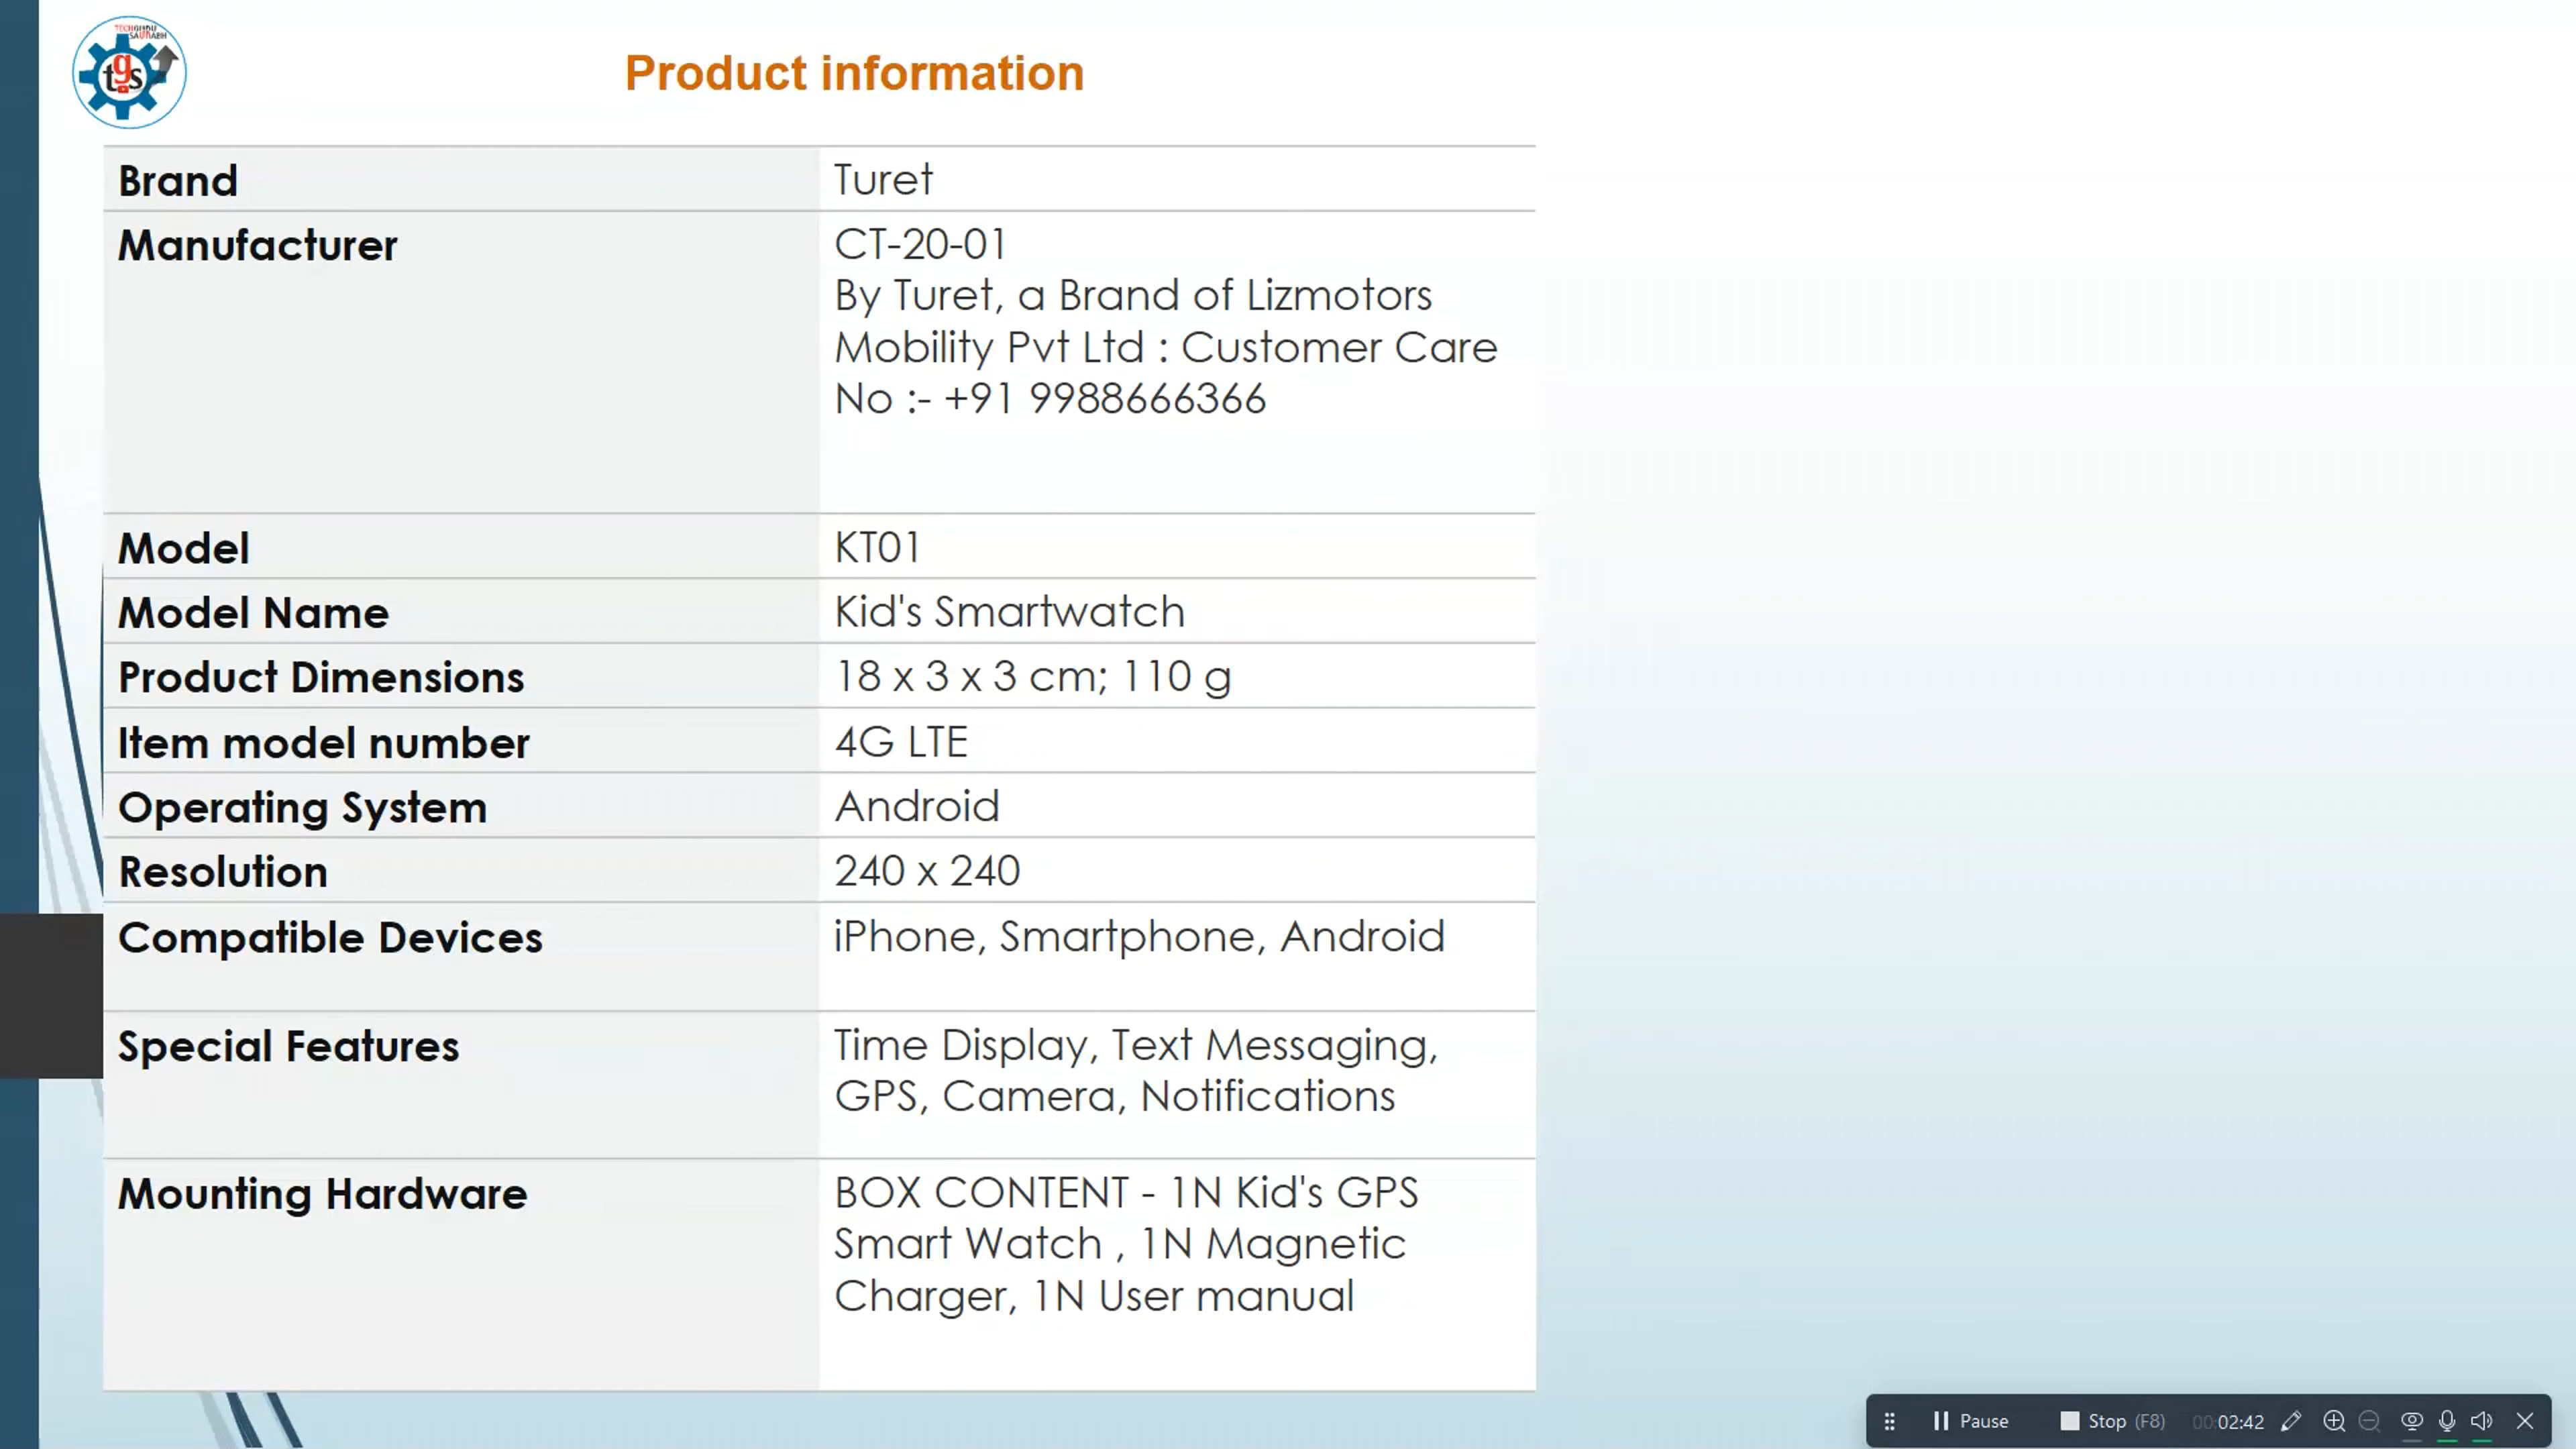 TECHGURU
SAURABH
tgs
Product information
Brand
Turet
Manufacturer
CT-20-01
By Turet, a Brand of Lizmotors
Mobility Pvt Ltd : Customer Care
No :- +91 9988666366
Model
KT01
Model Name
Kid's Smartwatch
Product Dimensions
18 x 3 x 3 cm; 110 g
Item model number
4G LTE
Operating System
Android
Resolution
240 x 240
Compatible Devices
iPhone, Smartphone, Android
Special Features
Time Display, Text Messaging,
GPS, Camera, Notifications
Mounting Hardware
BOX CONTENT - 1N Kid's GPS
Smart Watch , 1N Magnetic
Charger, 1N User manual
Pause Stop (F8) 00:02:42